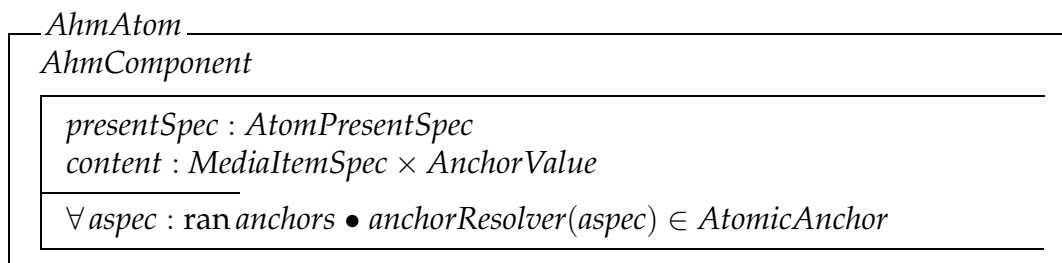 AhmAtom
AhmComponent
presentSpec : AtomPresentSpec
content : MediaItemSpec × AnchorValue
∀ aspec : ran anchors • anchorResolver(aspec) ∈ AtomicAnchor